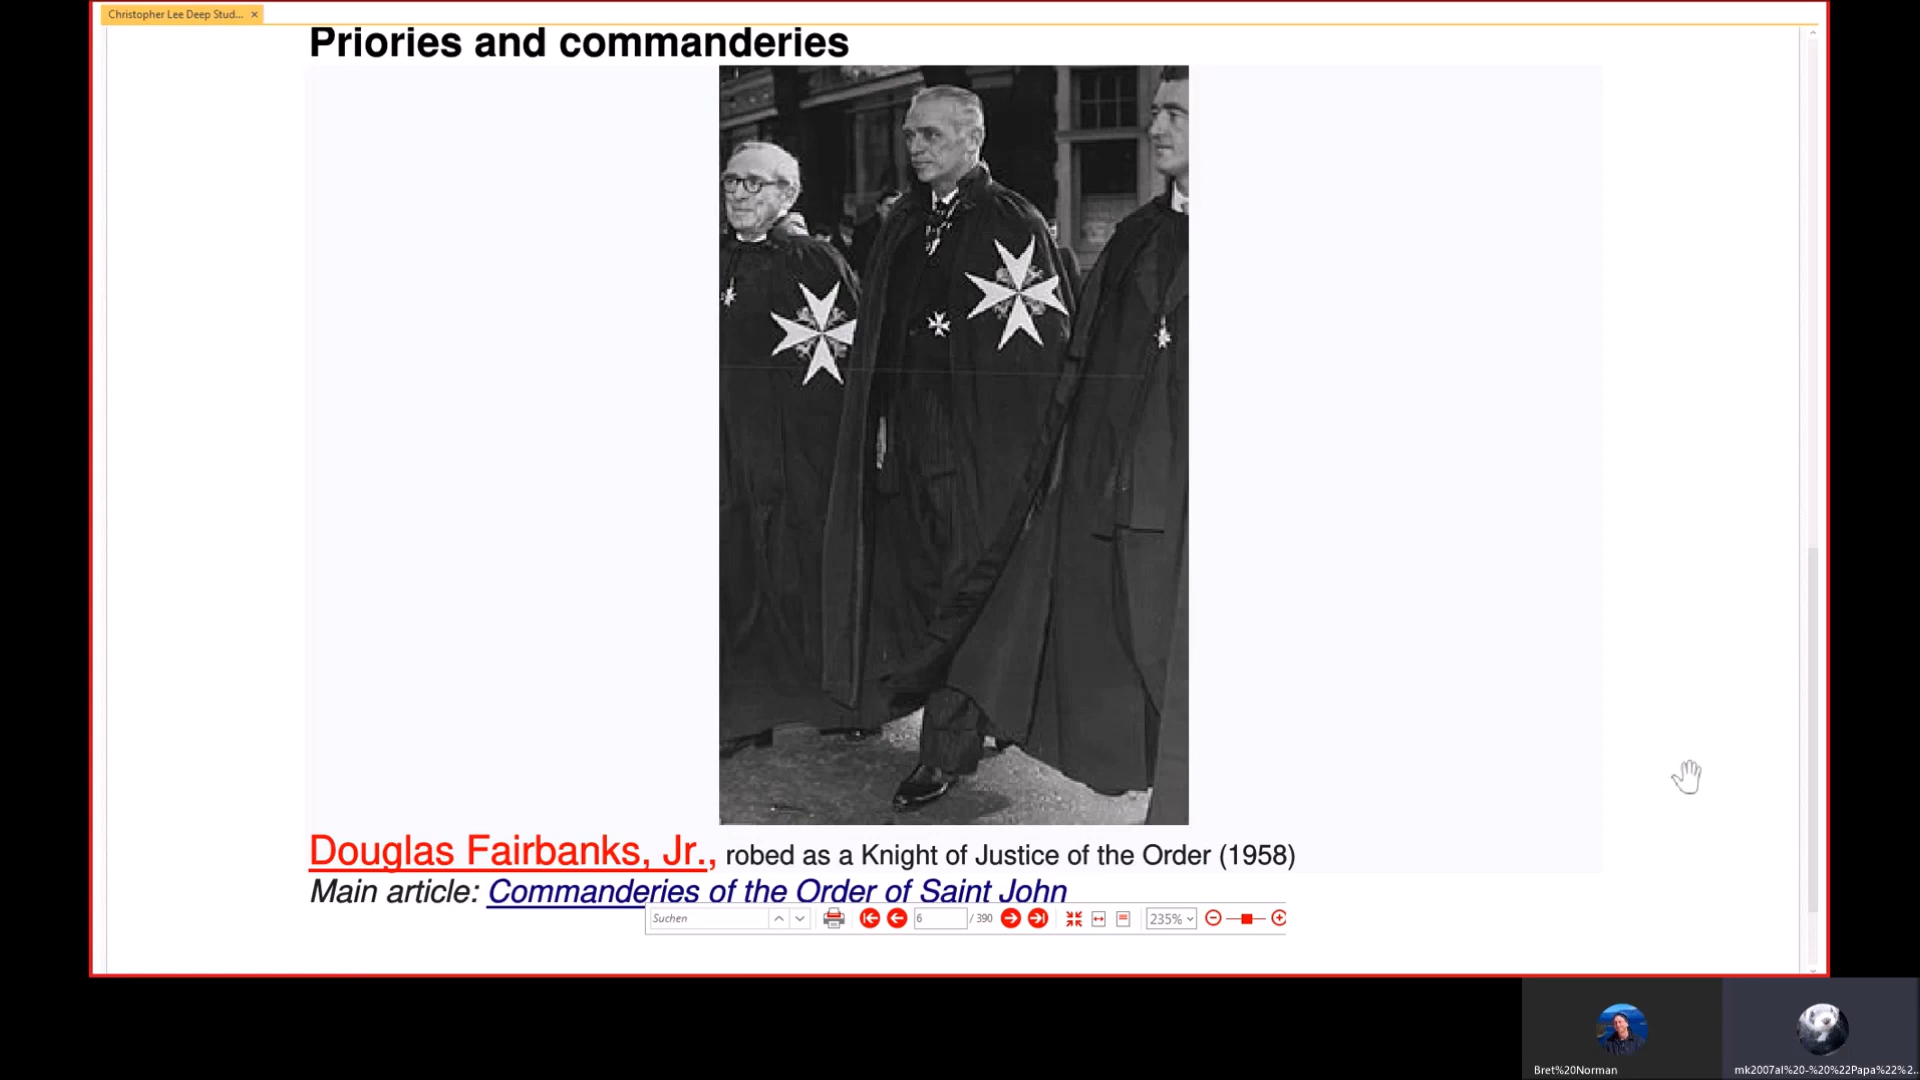 Christopher Lee Deep Stud...
Priories and commanderies
Douglas Fairbanks, Jr., robed as a Knight of Justice of the Order (1958)
Main article: Commanderies of the Order of Saint John
Suchen
6
/ 390
235%
Bret%20Norman
mk2007al%20-%20%22Papa%22%2...